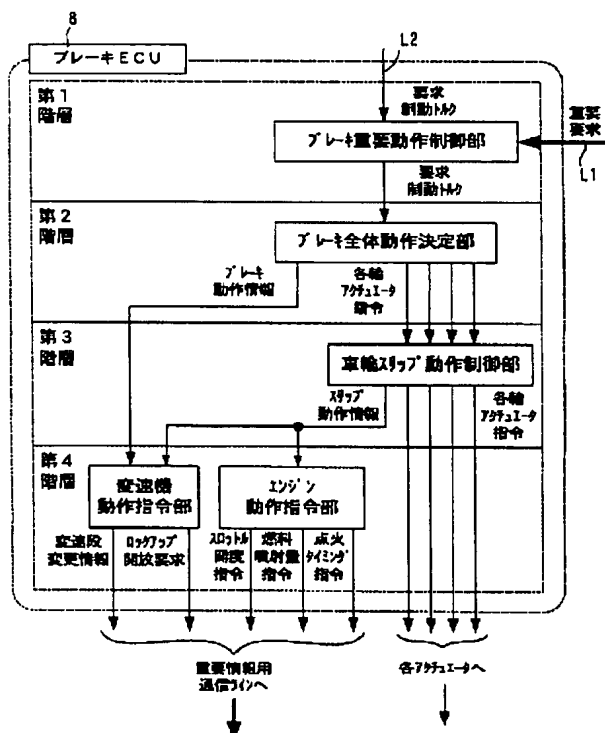 8
ブレーキECU
L2
第1
階層
要求
制動トルク
重要
要求
ブレーキ重要動作制御部
L1
要求
制動トルク
第2
階層
ブレーキ全体動作決定部
ブレーキ
動作情報
各輪
アクチュエータ
指令
第3
階層
車輪スリップ動作制御部
スリップ
動作情報
各輪
アクチュエータ
指令
第4
階層
変速機
動作指令部
エンジン
動作指令部
変速段
変更情報
ロックアップ
開放要求
スロットル
開度
指令
燃料
噴射量
指令
点火
タイミング
指令
重要情報用
通信ラインへ
各アクチュエータへ